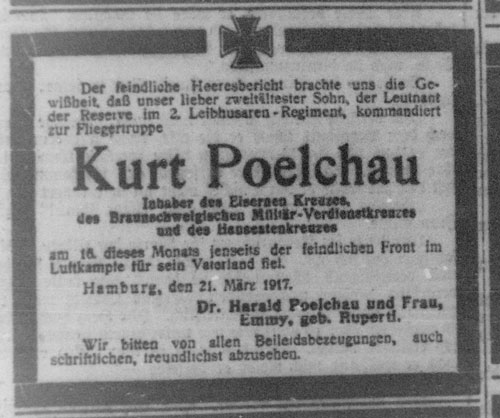 Der feindliche Heeresbericht brachte uns die Ge-
wißheit, daß unser lieber zweitältester Sohn, der Leutnant
der Reserve im 2. Leibhusaren-Regiment, kommandiert
zur Fliegertruppe
Kurt Poelchau
Inhaber des Eisernen Kreuzes,
des Braunschweigischen Militär-Verdienstkreuzes
und des Hanseatenkreuzes
am 16. dieses Monats jenseits der feindlichen Front im
Luftkampfe für sein Vaterland fiel.
Hamburg, den 21. März 1917.
Dr. Harald Poelchau und Frau,
Emmy, geb. Ruperti.
Wir bitten von allen Beileidsbezeugungen, auch
schriftlichen, freundlichst abzusehen.